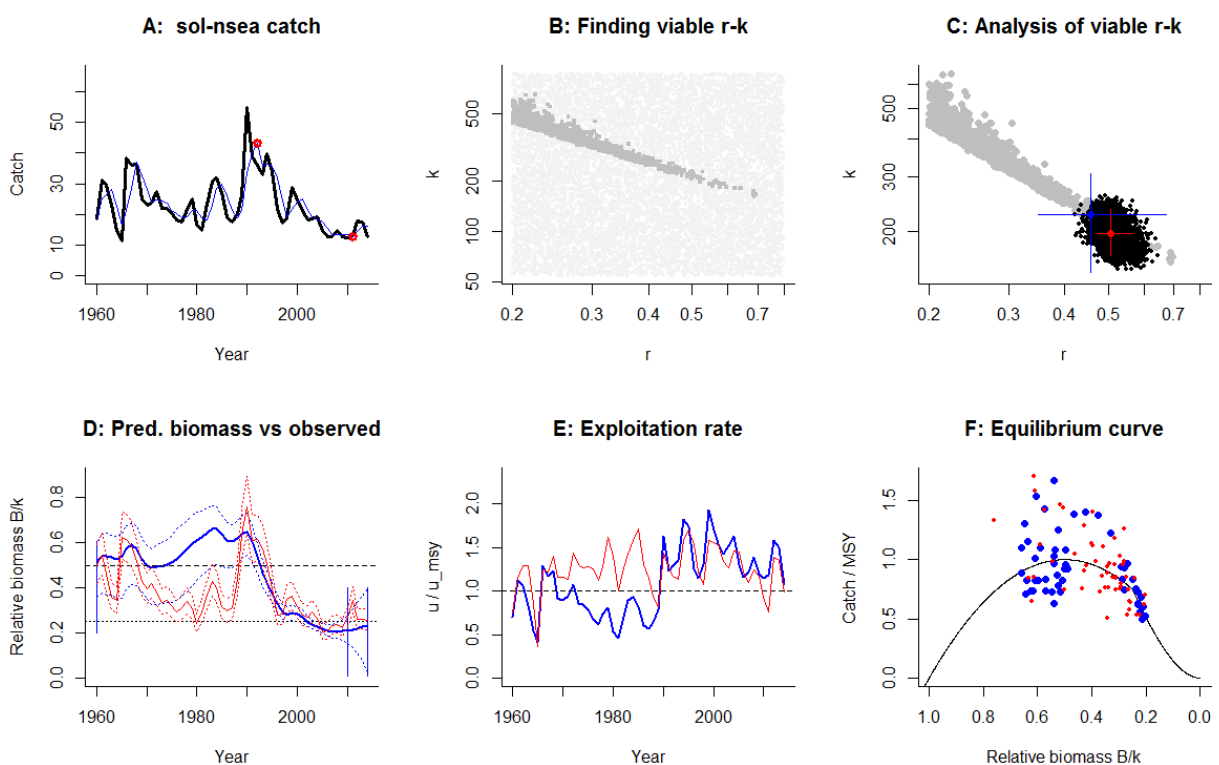 A: sol-nsea catch
B: Finding viable r-k
C: Analysis of viable r-k
Catch
0 10 30 50
1960 1980 2000
Year
k
50 100 200 500
0.2 0.3 0.4 0.5 0.7
r
k
200 300 500
0.2 0.3 0.4 0.5 0.7
r
D: Pred. biomass vs observed
E: Exploitation rate
F: Equilibrium curve
Relative biomass B/k
0.0 0.2 0.4 0.6 0.8
1960 1980 2000
Year
u / u_msy
0.0 0.5 1.0 1.5 2.0
1960 1980 2000
Year
Catch / MSY
0.0 0.5 1.0 1.5
1.0 0.8 0.6 0.4 0.2 0.0
Relative biomass B/k